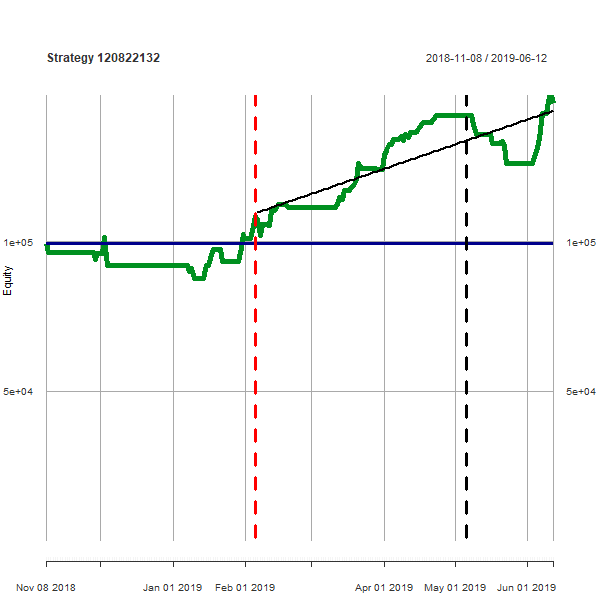 Strategy 120822132
2018-11-08 / 2019-06-12
1e+05
1e+05
Equity
5e+04
5e+04
Nov 08 2018
Jan 01 2019
Feb 01 2019
Apr 01 2019
May 01 2019
Jun 01 2019